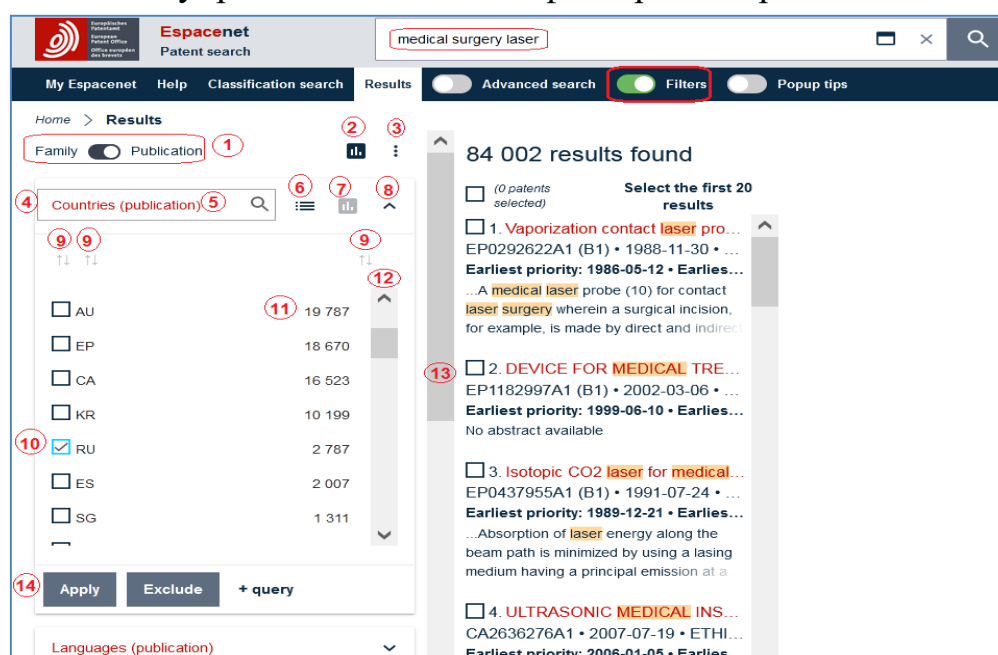 Europäisches
Patentamt
European
Patent Office
Office européen
des brevets
Espacenet
Patent search
medical surgery laser
My Espacenet Help Classification search Results Advanced search Filters Popup tips
Home > Results
Family Publication 1
2 3
84 002 results found
(0 patents selected) Select the first 20 results
4 Countries (publication) 5 6 7 8
9 9 9
12
AU 11 19 787
EP 18 670
CA 16 523
KR 10 199
10 RU 2 787
ES 2 007
SG 1 311
13
14 Apply Exclude + query
Languages (publication)
1. Vaporization contact laser pro...
EP0292622A1 (B1) • 1988-11-30 • ...
Earliest priority: 1986-05-12 • Earlies...
...A medical laser probe (10) for contact
laser surgery wherein a surgical incision,
for example, is made by direct and indirect
2. DEVICE FOR MEDICAL TRE...
EP1182997A1 (B1) • 2002-03-06 • ...
Earliest priority: 1999-06-10 • Earlies...
No abstract available
3. Isotopic CO2 laser for medical...
EP0437955A1 (B1) • 1991-07-24 • ...
Earliest priority: 1989-12-21 • Earlies...
...Absorption of laser energy along the
beam path is minimized by using a lasing
medium having a principal emission at a
4. ULTRASONIC MEDICAL INS...
CA2636276A1 • 2007-07-19 • ETHI...
Earliest priority: 2006-01-05 • Earlies...